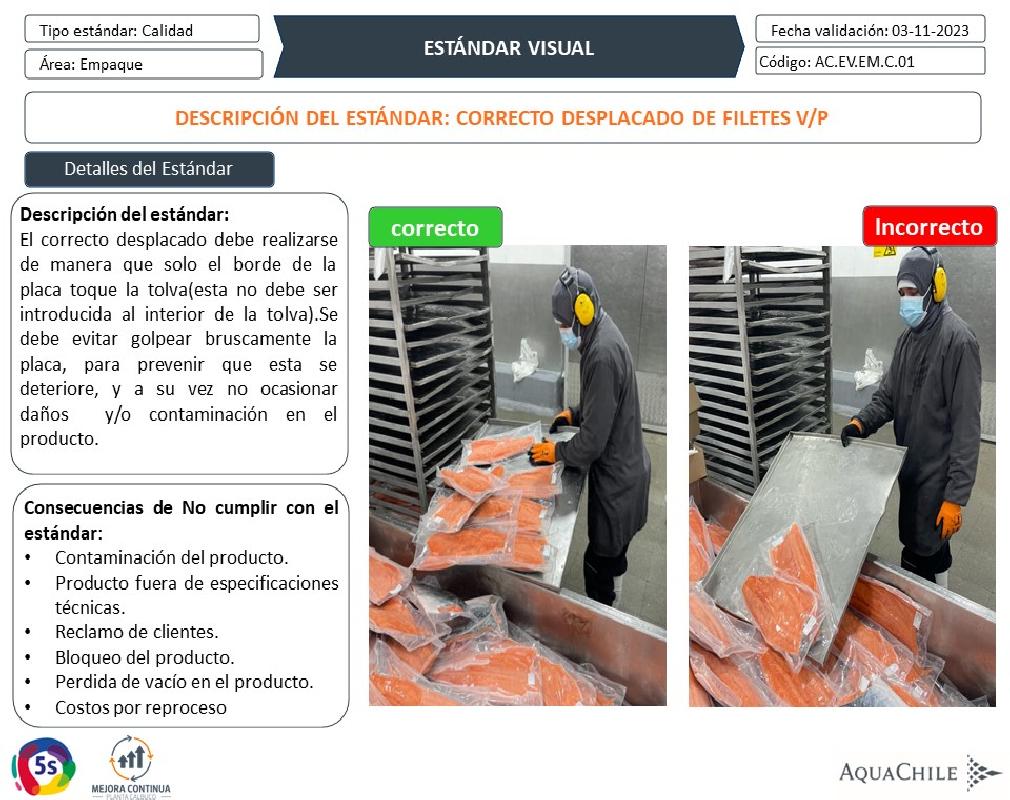 Tipo estándar: Calidad
Área: Empaque
ESTÁNDAR VISUAL
Fecha validación: 03-11-2023
Código: AC.EV.EM.C.01
DESCRIPCIÓN DEL ESTÁNDAR: CORRECTO DESPLACADO DE FILETES V/P
Detalles del Estándar
Descripción del estándar:
El correcto desplacado debe realizarse
de manera que solo el borde de la
placa toque la tolva(esta no debe ser
introducida al interior de la tolva).Se
debe evitar golpear bruscamente la
placa, para prevenir que esta se
deteriore, y a su vez no ocasionar
daños y/o contaminación en el
producto.
Consecuencias de No cumplir con el
estándar:
• Contaminación del producto.
• Producto fuera de especificaciones
técnicas.
• Reclamo de clientes.
• Bloqueo del producto.
• Perdida de vacío en el producto.
• Costos por reproceso
correcto
Incorrecto
5s
MEJORA CONTINUA
PLANTA CALBUCO
AQUACHILE